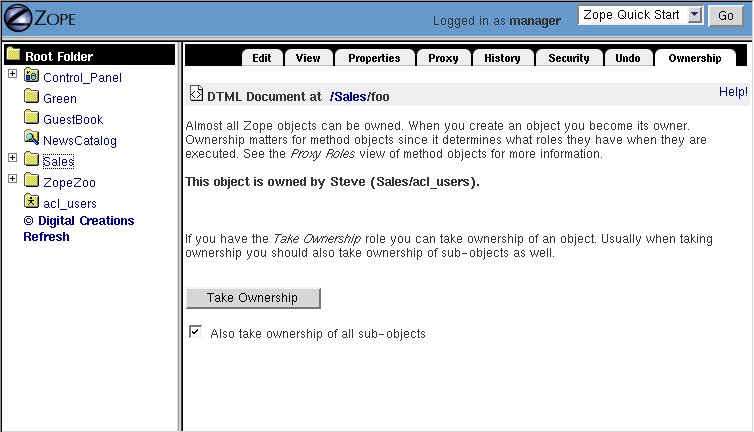 ZOPE
Logged in as manager
Zope Quick Start
Go
Root Folder
Control_Panel
Green
GuestBook
NewsCatalog
Sales
ZopeZoo
acl_users
© Digital Creations
Refresh
Edit View Properties Proxy History Security Undo Ownership
DTML Document at /Sales/foo
Help!
Almost all Zope objects can be owned. When you create an object you become its owner.
Ownership matters for method objects since it determines what roles they have when they are
executed. See the Proxy Roles view of method objects for more information.
This object is owned by Steve (Sales/acl_users).
If you have the Take Ownership role you can take ownership of an object. Usually when taking
ownership you should also take ownership of sub-objects as well.
Take Ownership
Also take ownership of all sub-objects